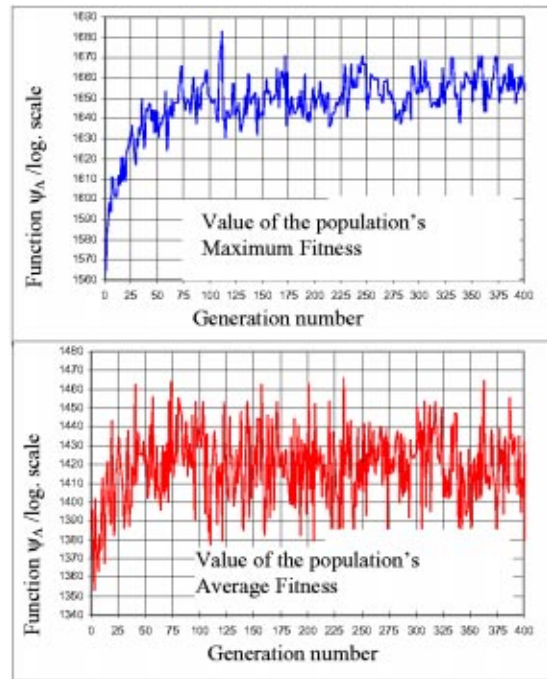 Function ψΛ /log. scale
1690
1680
1670
1660
1650
1640
1630
1620
1610
1600
1590
1580
1570
1560
Value of the population's
Maximum Fitness
0 25 50 75 100 125 150 175 200 225 250 275 300 325 350 375 400
Generation number
Function ψΛ /log. scale
1480
1470
1460
1450
1440
1430
1420
1410
1400
1390
1380
1370
1360
1350
1340
Value of the population's
Average Fitness
0 25 50 75 100 125 150 175 200 225 250 275 300 325 350 375 400
Generation number